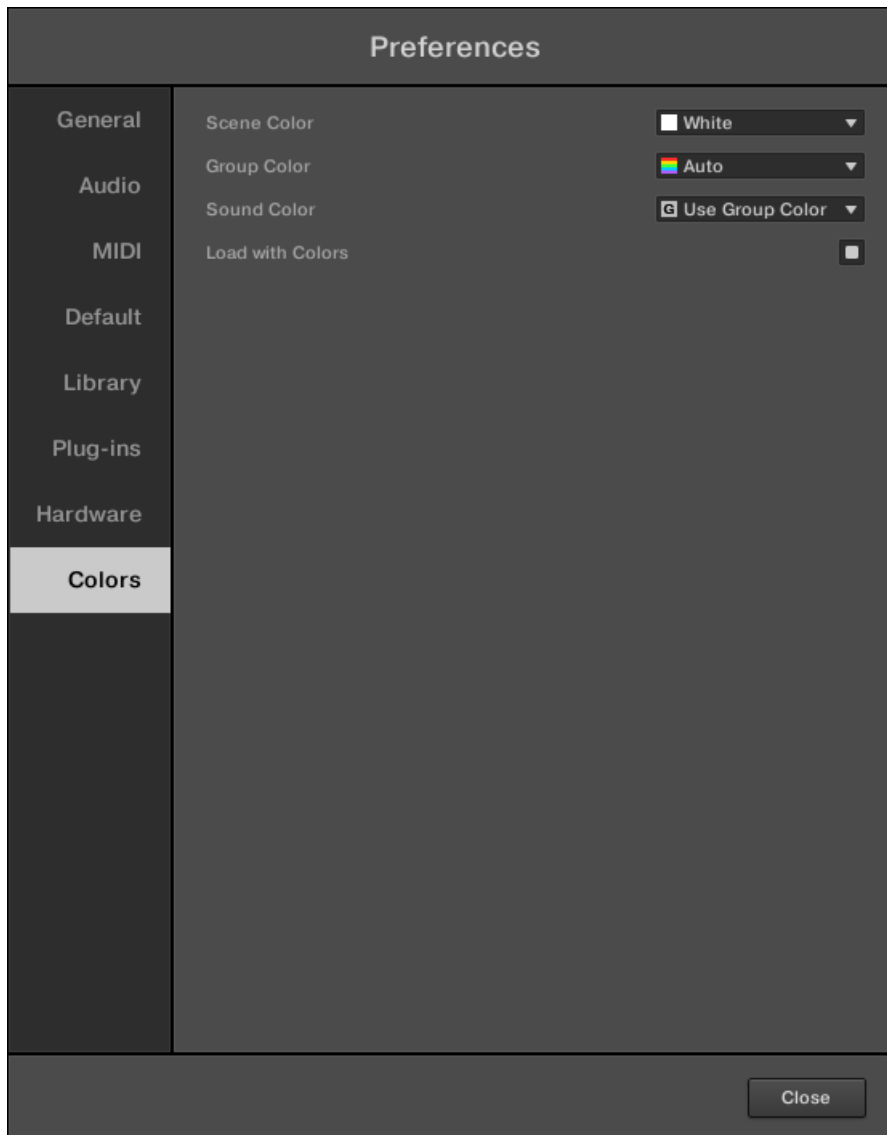 Preferences
General
Audio
MIDI
Default
Library
Plug-ins
Hardware
Colors
Scene Color White
Group Color Auto
Sound Color G Use Group Color
Load with Colors
Close